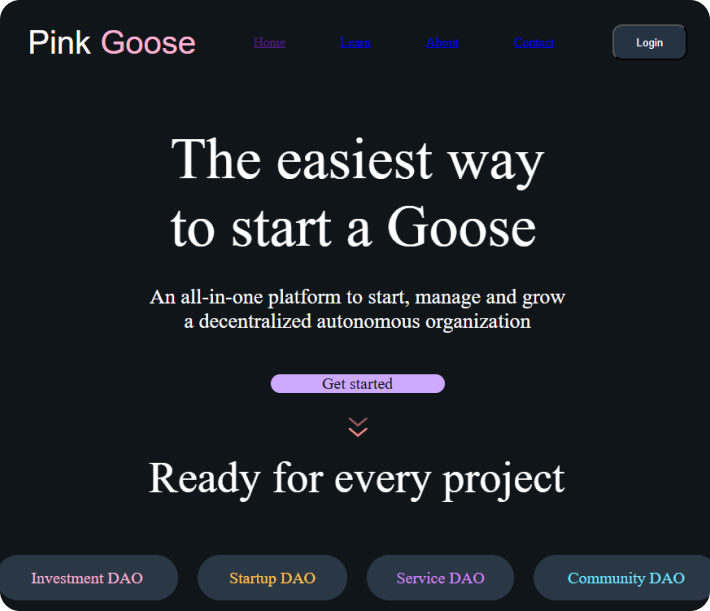 Pink Goose Home Learn About Contact Login
The easiest way
to start a Goose
An all-in-one platform to start, manage and grow
a decentralized autonomous organization
Get started
Ready for every project
Investment DAO Startup DAO Service DAO Community DAO